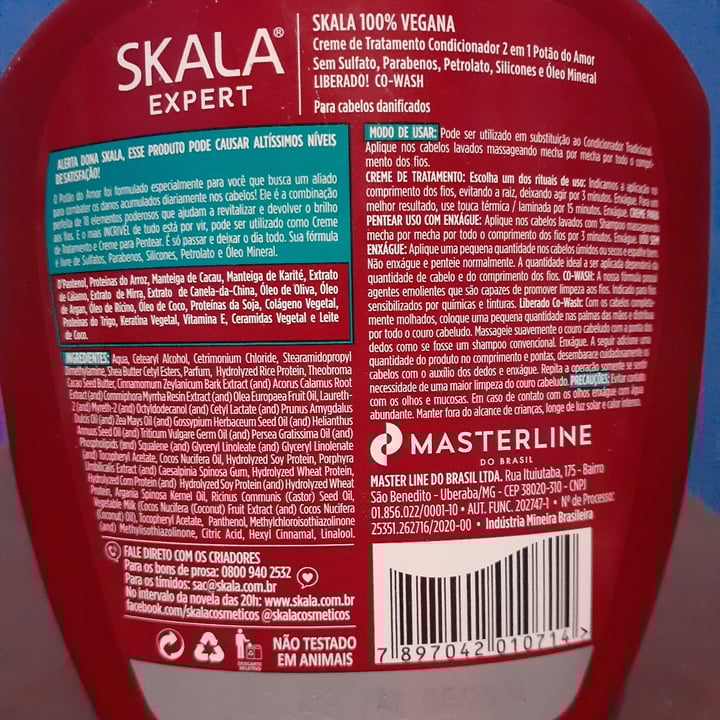 SKALA®
EXPERT
SKALA 100% VEGANA
Creme de Tratamento Condicionador 2 em 1 Potão do Amor
Sem Sulfato, Parabenos, Petrolato, Silicones e Óleo Mineral
LIBERADO! CO-WASH
Para cabelos danificados
ALERTA DONA SKALA, ESSE PRODUTO PODE CAUSAR ALTÍSSIMOS NÍVEIS
DESATISFAÇÃO!
O Potão do Amor foi formulado especialmente para você que busca um aliado
para combater os danos acumulados diariamente nos cabelos! Ele é a combinação
perfeita de 18 elementos poderosos que ajudam a revitalizar e devolver o brilho
aos fios. E o mais INCRÍVEL de tudo está por vir, pode ser utilizado como Creme
de Tratamento e Creme para Pentear. É só passar e deixar o dia todo. Sua fórmula
é livre de Sulfatos, Parabenos, Silicones, Petrolato e Óleo Mineral.
D'Pantenol, Proteínas do Arroz, Manteiga de Cacau, Manteiga de Karité, Extrato
de Cálamo, Extrato de Mirra, Extrato de Canela-da-China, Óleo de Oliva, Óleo
de Argan, Óleo de Rícino, Óleo de Coco, Proteínas da Soja, Colágeno Vegetal,
Proteínas do Trigo, Keratina Vegetal, Vitamina E, Ceramidas Vegetal e Leite
de Coco.
INGREDIENTES: Aqua, Cetearyl Alcohol, Cetrimonium Chloride, Stearamidopropyl
Dimethylamine, Shea Butter Cetyl Esters, Parfum, Hydrolyzed Rice Protein, Theobroma
Cacao Seed Butter, Cinnamomum Zeylanicum Bark Extract (and) Acorus Calamus Root
Extract (and) Commiphora Myrrha Resin Extract (and) Olea Europaea Fruit Oil, Laureth-
2 (and) Myreth-2 (and) Octyldodecanol (and) Cetyl Lactate (and) Prunus Amygdalus
Dulcis Oil (and) Zea Mays Oil (and) Gossypium Herbaceum Seed Oil (and) Helianthus
Annuus Seed Oil (and) Triticum Vulgare Germ Oil (and) Persea Gratissima Oil (and)
Phospholipids (and) Squalene (and) Glyceryl Linoleate (and) Glyceryl Linolenate
(and) Tocopheryl Acetate, Cocos Nucifera Oil, Hydrolyzed Soy Protein, Porphyra
Umbilicalis Extract (and) Caesalpinia Spinosa Gum, Hydrolyzed Wheat Protein,
Hydrolyzed Corn Protein (and) Hydrolyzed Soy Protein (and) Hydrolyzed Wheat
Protein, Argania Spinosa Kernel Oil, Ricinus Communis (Castor) Seed Oil,
Vegetable Milk (Cocos Nucifera (Coconut) Fruit Extract (and) Cocos Nucifera
(Coconut) Oil), Tocopheryl Acetate, Panthenol, Methylchloroisothiazolinone
(and) Methylisothiazolinone, Citric Acid, Hexyl Cinnamal, Linalool.
FALE DIRETO COM OS CRIADORES
Para os bons de prosa: 0800 940 2532
Para os tímidos: sac@skala.com.br
No intervalo da novela das 20h: www.skala.com.br
facebook.com/skalacosmeticos @skalacosmeticos
DESCARTE
SELETIVO
NÃO TESTADO
EM ANIMAIS
MODO DE USAR: Pode ser utilizado em substituição ao Condicionador Tradicional.
Aplique nos cabelos lavados massageando mecha por mecha por todo o compri-
mento dos fios.
CREME DE TRATAMENTO: Escolha um dos rituais de uso: Indicamos a aplicação no
comprimento dos fios, evitando a raiz, deixando agir por 3 minutos. Enxágue. Para um
melhor resultado, use touca térmica / laminada por 15 minutos. Enxágue. CREME PARA
PENTEAR USO COM ENXÁGUE: Aplique nos cabelos lavados com Shampoo massageando
mecha por mecha por todo o comprimento dos fios por 3 minutos. Enxágue. USO SEM
ENXÁGUE: Aplique uma pequena quantidade nos cabelos úmidos ou secos e espalhe bem.
Não enxágue e penteie normalmente. A quantidade ideal a ser aplicada dependerá da
quantidade de cabelo e do comprimento dos fios. CO-WASH: A nossa fórmula possui
agentes emolientes que são capazes de promover limpeza aos fios. Indicado para fios
sensibilizados por químicas e tinturas. Liberado Co-Wash: Com os cabelos completa-
mente molhados, coloque uma pequena quantidade nas palmas das mãos e distribua
por todo o couro cabeludo. Massageie suavemente o couro cabeludo com a ponta dos
dedos como se fosse um shampoo convencional. Enxágue. A seguir adicione uma
quantidade do produto no comprimento e pontas, desembarace cuidadosamente os
cabelos com o auxílio dos dedos e enxágue. Repita a operação somente se sentir
necessidade de uma maior limpeza do couro cabeludo. PRECAUÇÕES: Evitar contato
com os olhos e mucosas. Em caso de contato com os olhos enxágue com água
abundante. Manter fora do alcance de crianças, longe de luz solar e calor intenso.
MASTERLINE
DO BRASIL
MASTER LINE DO BRASIL LTDA. Rua Ituiutaba, 175 - Bairro
São Benedito - Uberaba/MG - CEP 38020-310 - CNPJ
01.856.022/0001-10 • AUT. FUNC. 202747-1 • Nº de Processo:
25351.262716/2020-00 • Indústria Mineira Brasileira
7 897042 010714 >